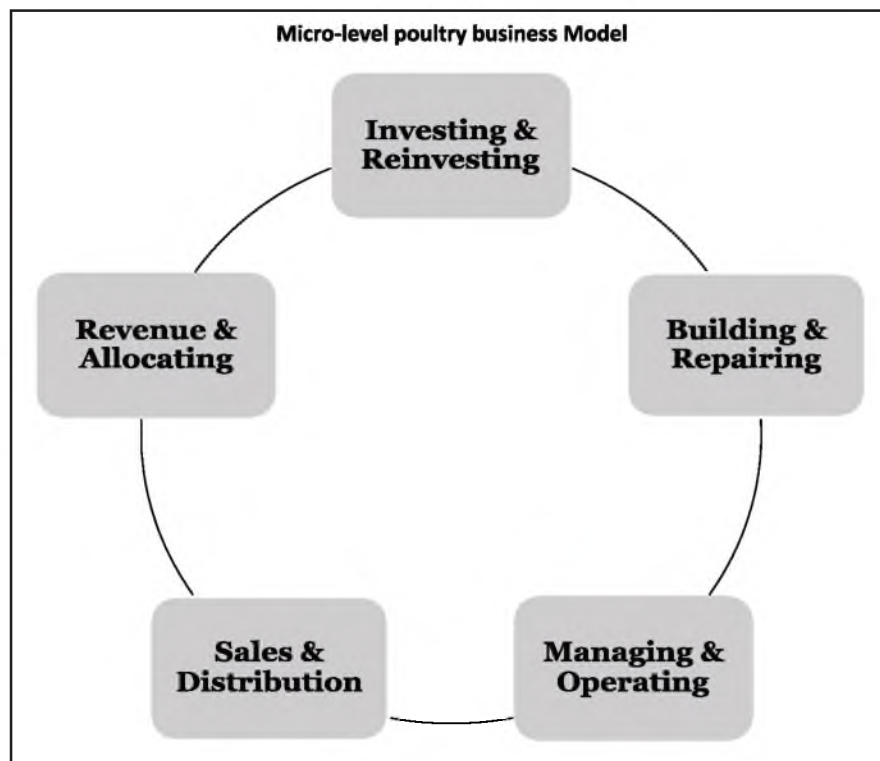 Micro-level poultry business Model
Investing &
Reinvesting
Building &
Repairing
Managing &
Operating
Sales &
Distribution
Revenue &
Allocating